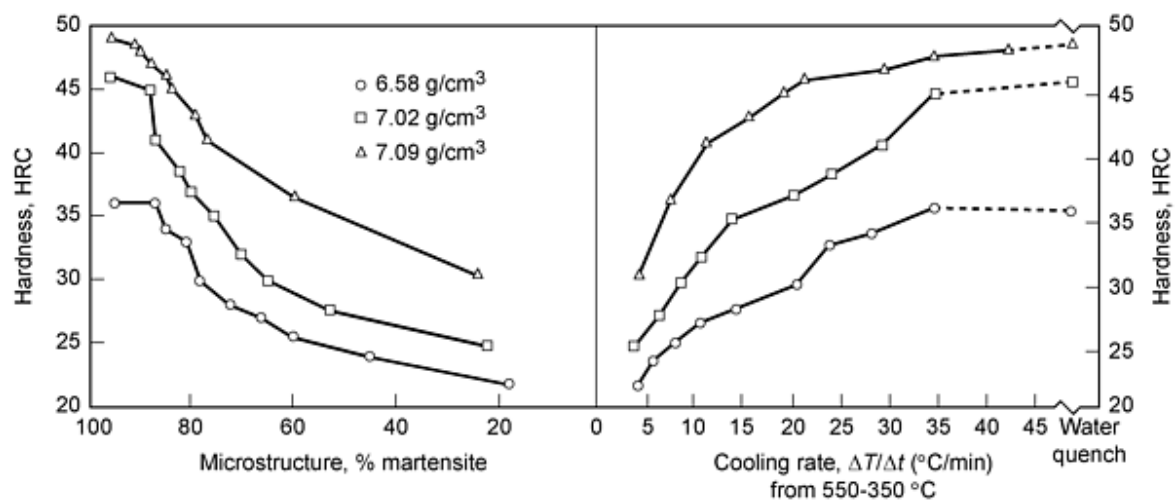 50
45
40
35
30
25
20
Hardness, HRC
100
80
60
40
20
0
Microstructure, % martensite
6.58 g/cm³
7.02 g/cm³
7.09 g/cm³
5
10
15
20
25
30
35
40
45
Water
quench
Cooling rate, ΔT/Δt (°C/min)
from 550-350 °C
50
45
40
35
30
25
20
Hardness, HRC